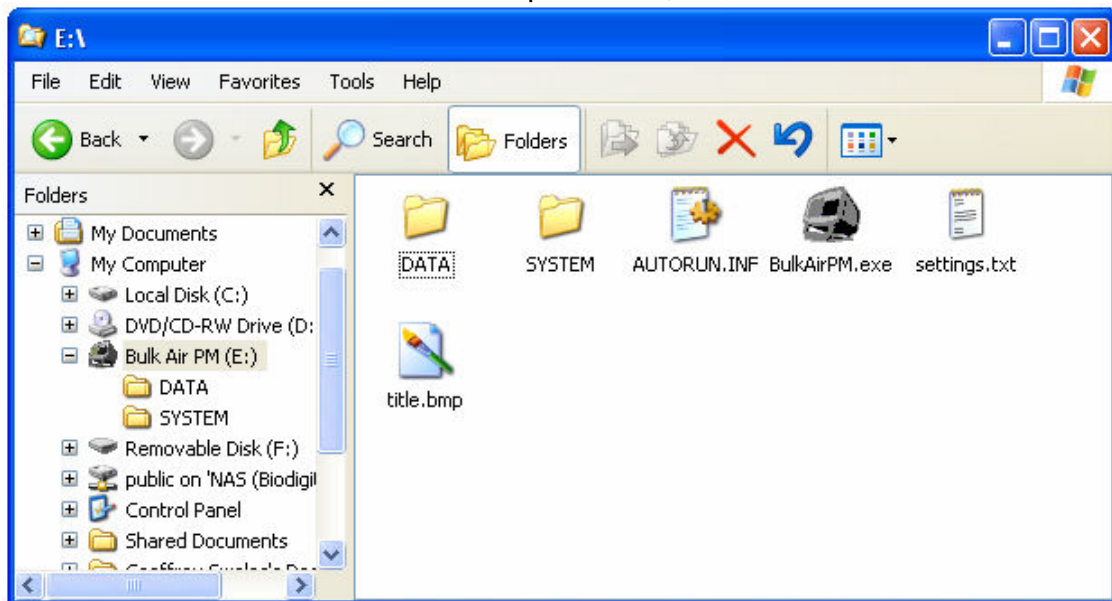 E:\
File Edit View Favorites Tools Help
Back Search Folders
Folders
My Documents
My Computer
Local Disk (C:)
DVD/CD-RW Drive (D:
Bulk Air PM (E:)
DATA
SYSTEM
Removable Disk (F:)
public on 'NAS (Biodigit
Control Panel
Shared Documents
DATA SYSTEM AUTORUN.INF BulkAirPM.exe settings.txt
title.bmp